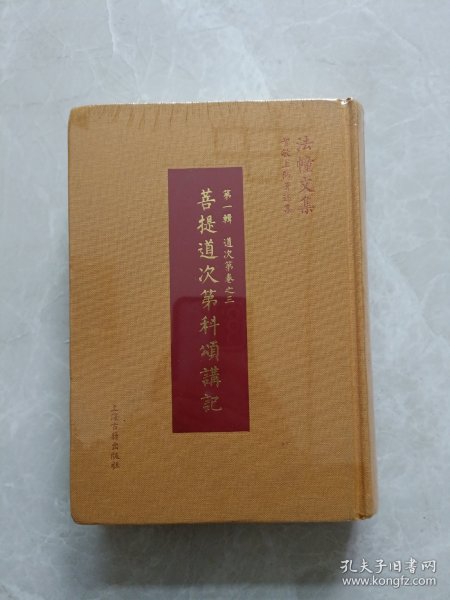 法幢文集
第一輯 道次第卷之三
菩提道次第科頌講記
上海古籍出版社
孔夫子旧书网
www.kongfz.com